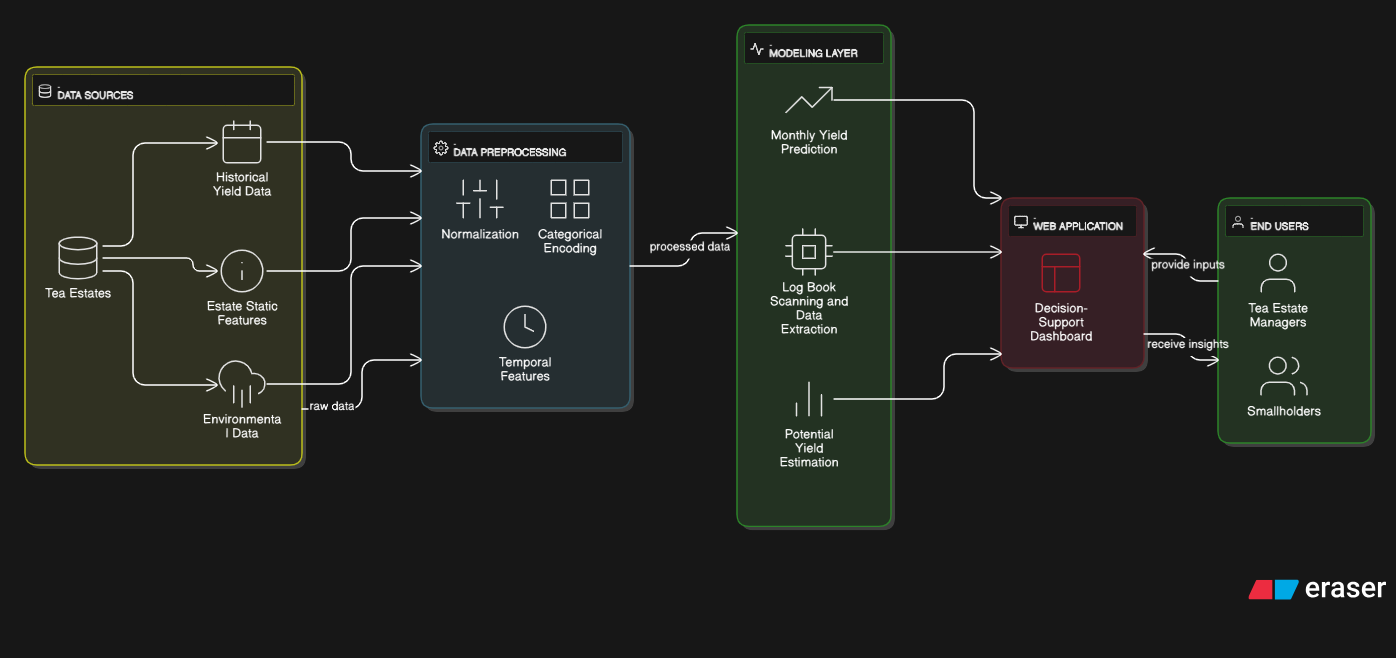 DATA SOURCES
Historical
Yield Data
Tea Estates
Estate Static
Features
Environmenta
l Data
raw data
DATA PREPROCESSING
Normalization
Categorical
Encoding
Temporal
Features
processed data
MODELING LAYER
Monthly Yield
Prediction
Log Book
Scanning and
Data
Extraction
Potential
Yield
Estimation
WEB APPLICATION
Decision-
Support
Dashboard
provide inputs
receive insights
END USERS
Tea Estate
Managers
Smallholders
eraser